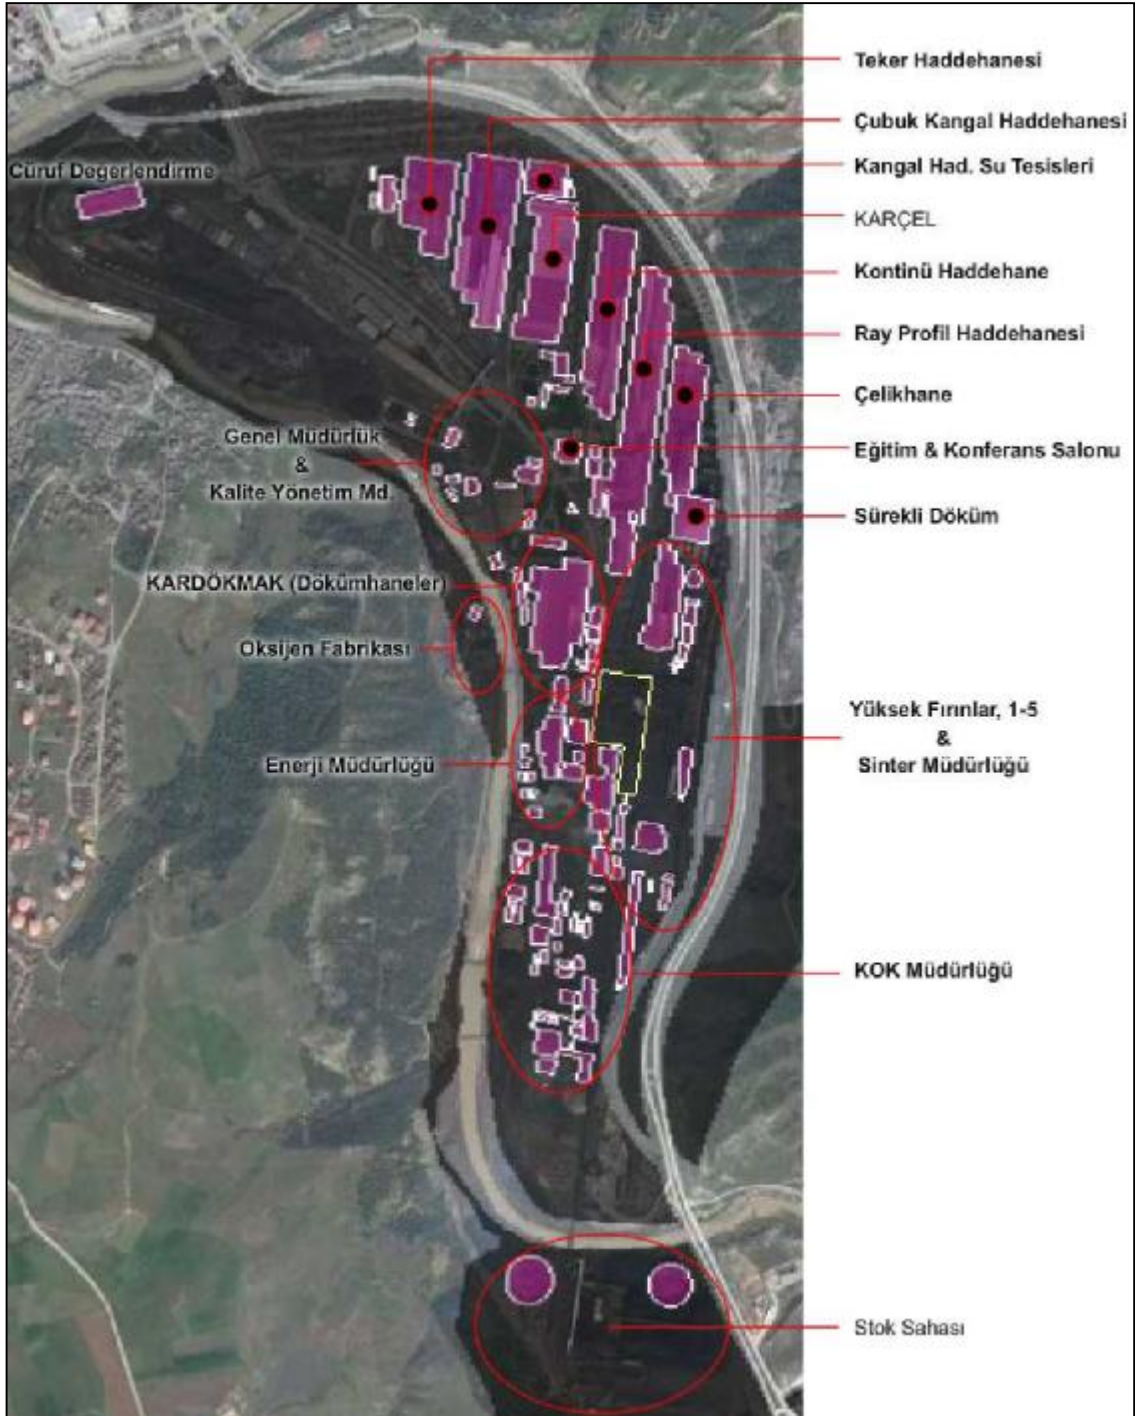 Teker Haddehanesi
Çubuk Kangal Haddehanesi
Cüruf Degerlendirme
Kangal Had. Su Tesisleri
KARÇEL
Kontinü Haddehane
Ray Profil Haddehanesi
Çelikhane
Genel Müdürlük
&
Kalite Yönetim Md.
Eğitim & Konferans Salonu
Sürekli Döküm
KARDÖKMAK (Dökümhaneler)
Oksijen Fabrikası
Yüksek Fırınlar, 1-5
&
Sinter Müdürlüğü
Enerji Müdürlüğü
KOK Müdürlüğü
Stok Sahası